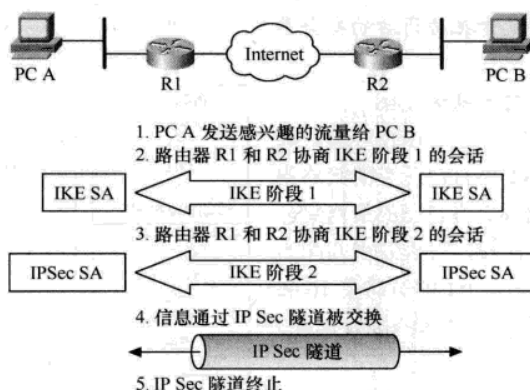 PC A
R1
Internet
R2
PC B
1. PC A 发送感兴趣的流量给 PC B
2. 路由器 R1 和 R2 协商 IKE 阶段 1 的会话
IKE SA
IKE 阶段 1
IKE SA
3. 路由器 R1 和 R2 协商 IKE 阶段 2 的会话
IPSec SA
IKE 阶段 2
IPSec SA
4. 信息通过 IP Sec 隧道被交换
IP Sec 隧道
5. IP Sec 隧道终止